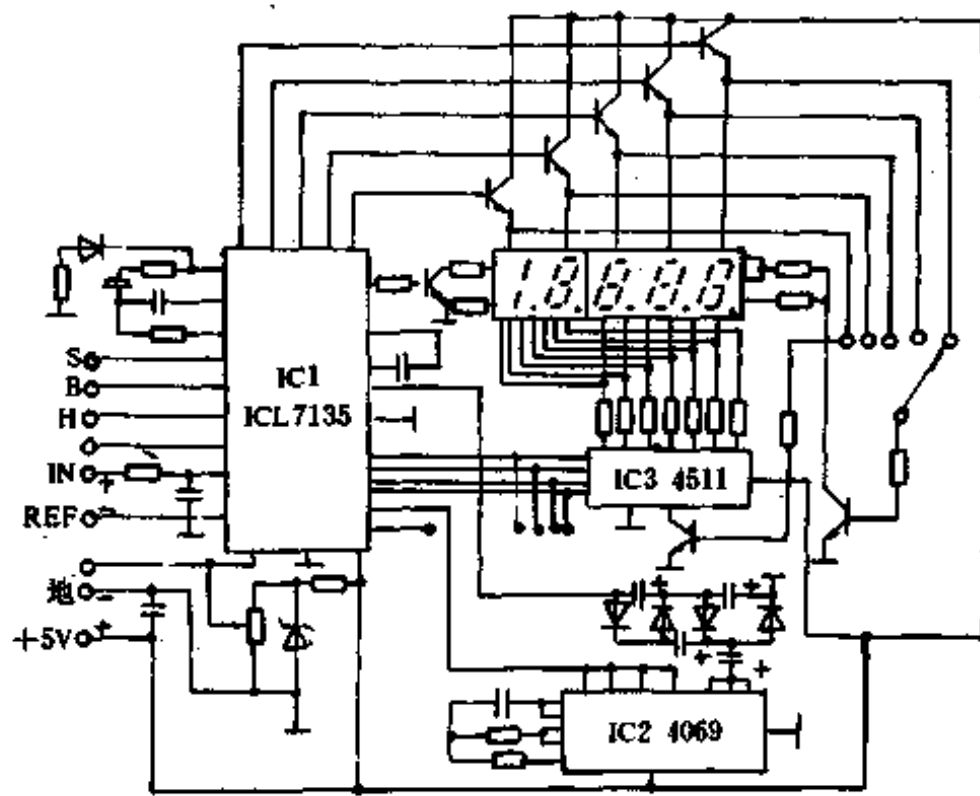 1.8.8.8.8.
S
B
H
IC1
ICL7135
IN +
REF -
IC3 4511
地 -
+5V +
+
+
+
+
IC2 4069